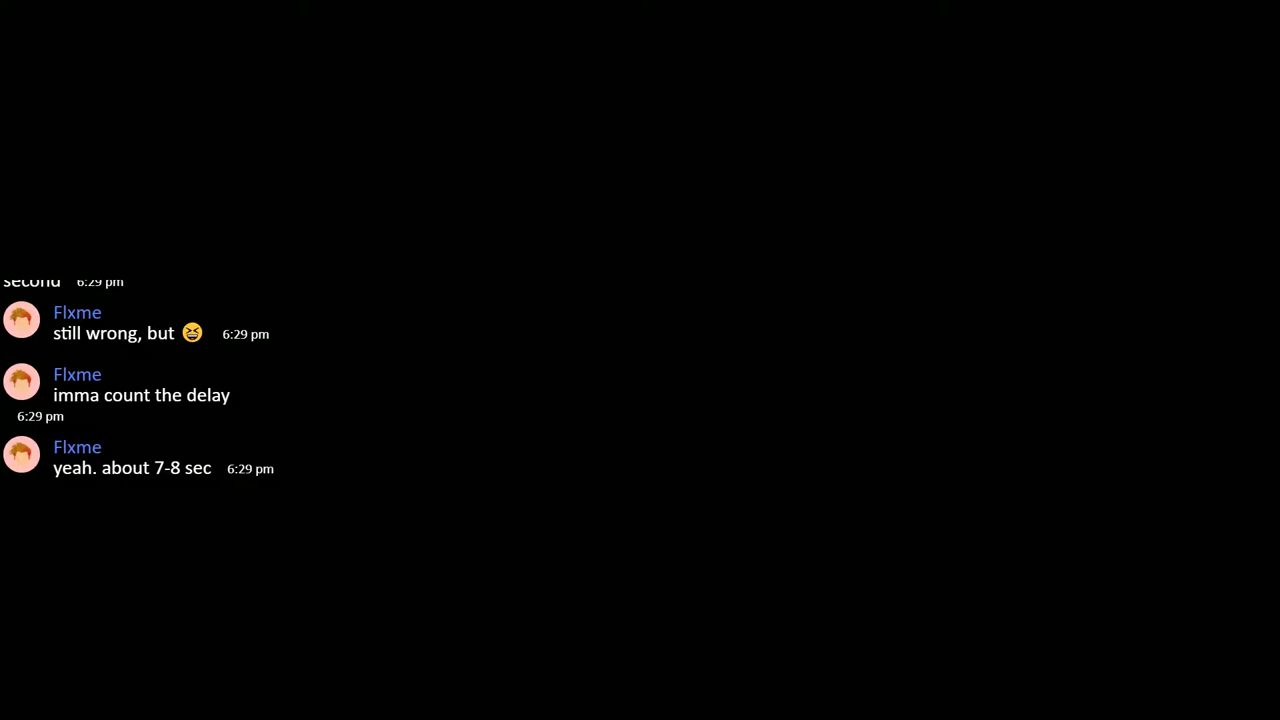 second 6:29 pm
Flxme
still wrong, but 😆 6:29 pm
Flxme
imma count the delay
6:29 pm
Flxme
yeah. about 7-8 sec 6:29 pm